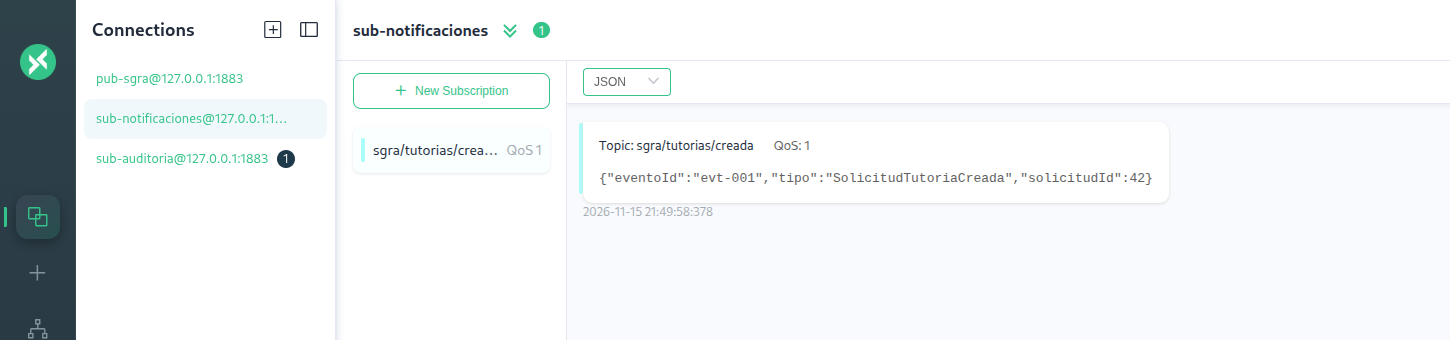 Connections
pub-sgra@127.0.0.1:1883
sub-notificaciones@127.0.0.1:1...
sub-auditoria@127.0.0.1:1883 1
sub-notificaciones 1
+ New Subscription
sgra/tutorias/crea... QoS 1
JSON
Topic: sgra/tutorias/creada QoS: 1
{"eventoId":"evt-001","tipo":"SolicitudTutoriaCreada","solicitudId":42}
2026-11-15 21:49:58:378